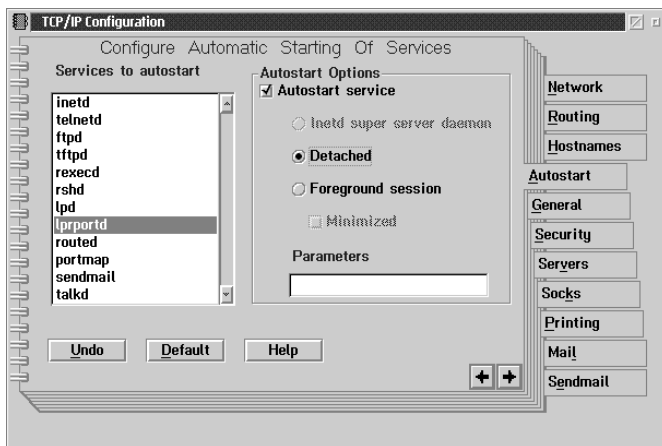 TCP/IP Configuration
Configure Automatic Starting Of Services
Services to autostart
inetd
telnetd
ftpd
tftpd
rexecd
rshd
lpd
lprportd
routed
portmap
sendmail
talkd
Autostart Options
Autostart service
Inetd super server daemon
Detached
Foreground session
Minimized
Parameters
Undo
Default
Help
Network
Routing
Hostnames
Autostart
General
Security
Servers
Socks
Printing
Mail
Sendmail